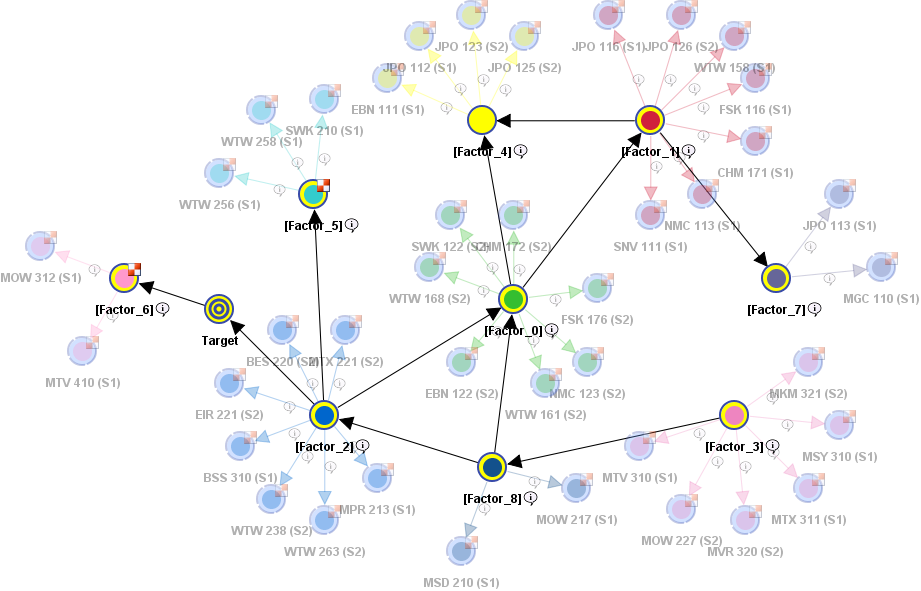 JPO 123 (S2)
JPO 116 (S1)
JPO 126 (S2)
JPO 112 (S1)
JPO 125 (S2)
WTW 158 (S1)
EBN 111 (S1)
FSK 116 (S1)
SWK 210 (S1)
WTW 258 (S1)
[Factor_4]
[Factor_1]
CHM 171 (S1)
WTW 256 (S1)
[Factor_5]
SNV 111 (S1)
NMC 113 (S1)
JPO 113 (S1)
SWK 122 (S2)
CHM 172 (S2)
MOW 312 (S1)
WTW 168 (S2)
MGC 110 (S1)
[Factor_6]
[Factor_7]
Target
[Factor_0]
FSK 176 (S2)
BES 220 (S2)
MTX 221 (S2)
MTV 410 (S1)
EBN 122 (S2)
NMC 123 (S2)
MKM 321 (S2)
EIR 221 (S2)
WTW 161 (S2)
[Factor_2]
[Factor_3]
MSY 310 (S1)
BSS 310 (S1)
MTV 310 (S1)
[Factor_8]
MPR 213 (S1)
MOW 217 (S1)
MTX 311 (S1)
WTW 238 (S2)
MOW 227 (S2)
WTW 263 (S2)
MVR 320 (S2)
MSD 210 (S1)